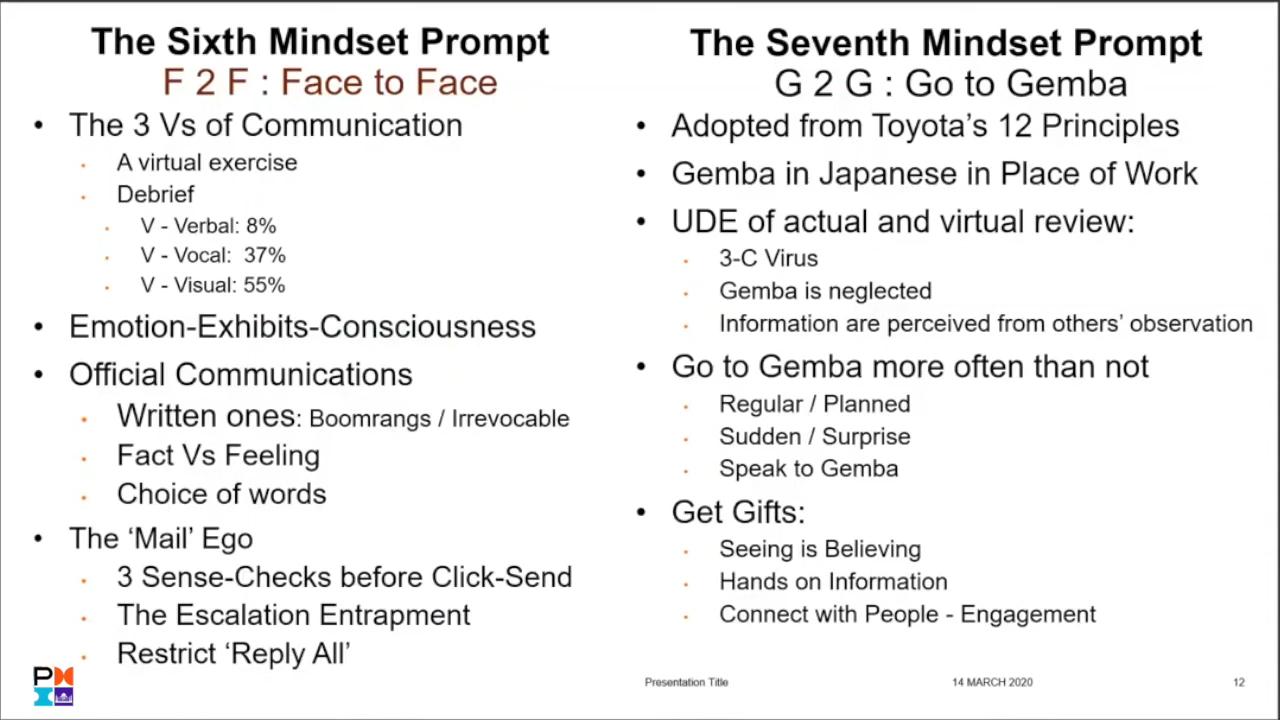 The Sixth Mindset Prompt
F 2 F : Face to Face
• The 3 Vs of Communication
• A virtual exercise
• Debrief
• V - Verbal: 8%
• V - Vocal: 37%
• V - Visual: 55%
• Emotion-Exhibits-Consciousness
• Official Communications
• Written ones: Boomrangs / Irrevocable
• Fact Vs Feeling
• Choice of words
• The ‘Mail’ Ego
• 3 Sense-Checks before Click-Send
• The Escalation Entrapment
• Restrict ‘Reply All’
The Seventh Mindset Prompt
G 2 G : Go to Gemba
• Adopted from Toyota’s 12 Principles
• Gemba in Japanese in Place of Work
• UDE of actual and virtual review:
• 3-C Virus
• Gemba is neglected
• Information are perceived from others’ observation
• Go to Gemba more often than not
• Regular / Planned
• Sudden / Surprise
• Speak to Gemba
• Get Gifts:
• Seeing is Believing
• Hands on Information
• Connect with People - Engagement
P
Presentation Title
14 MARCH 2020
12